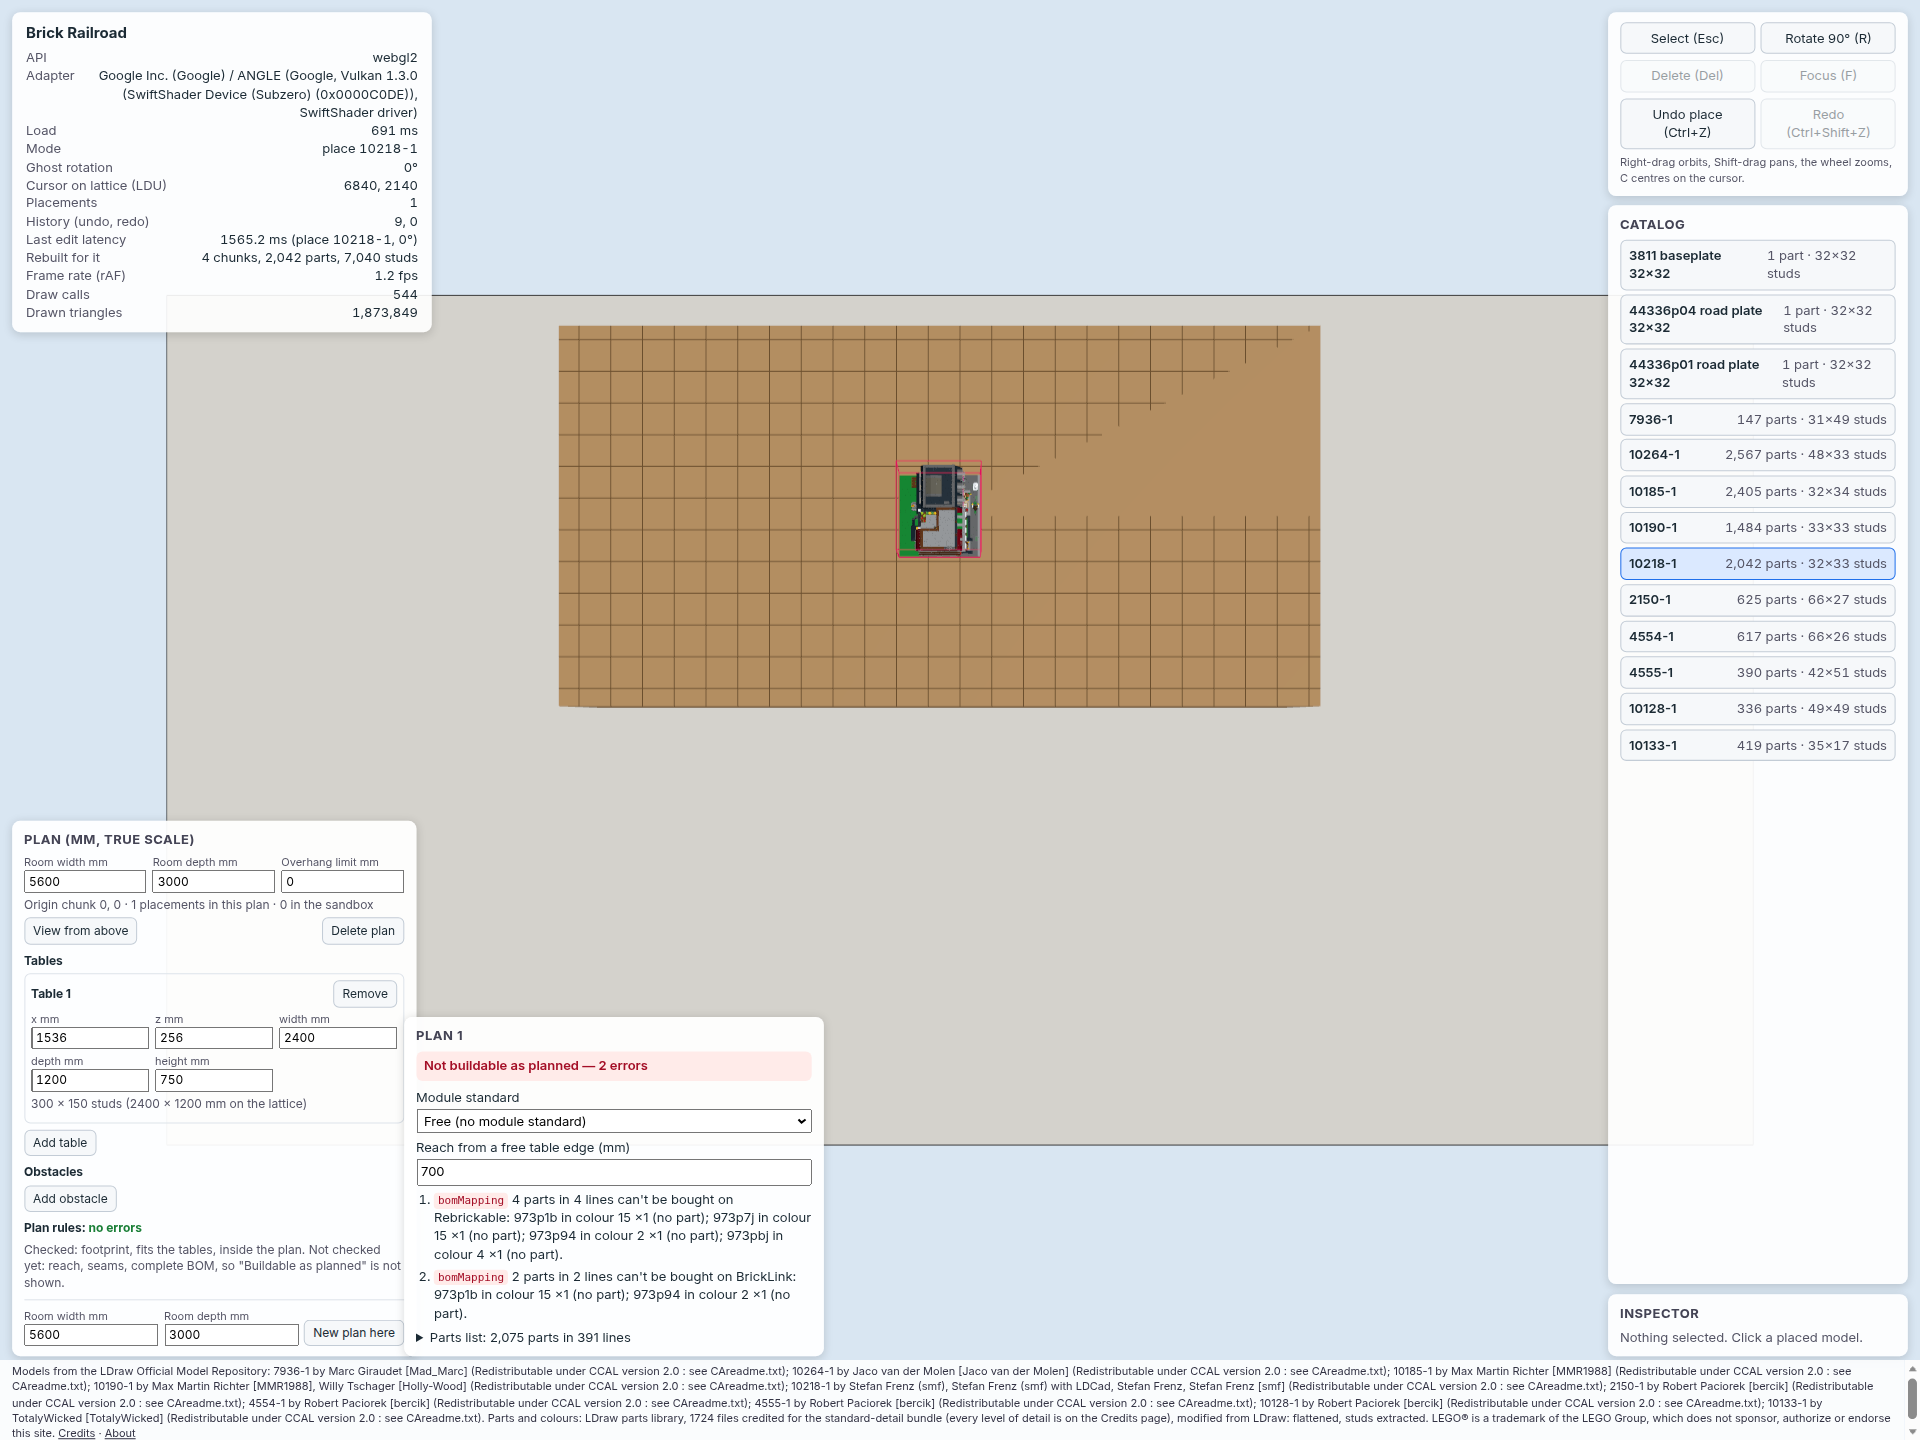 Brick Railroad
API webgl2
Adapter Google Inc. (Google) / ANGLE (Google, Vulkan 1.3.0
(SwiftShader Device (Subzero) (0x0000C0DE)),
SwiftShader driver)
Load 691 ms
Mode place 10218-1
Ghost rotation 0°
Cursor on lattice (LDU) 6840, 2140
Placements 1
History (undo, redo) 9, 0
Last edit latency 1565.2 ms (place 10218-1, 0°)
Rebuilt for it 4 chunks, 2,042 parts, 7,040 studs
Frame rate (rAF) 1.2 fps
Draw calls 544
Drawn triangles 1,873,849
Select (Esc) Rotate 90° (R)
Delete (Del) Focus (F)
Undo place (Ctrl+Z) Redo (Ctrl+Shift+Z)
Right-drag orbits, Shift-drag pans, the wheel zooms,
C centres on the cursor.
CATALOG
3811 baseplate 32×32 1 part · 32×32 studs
44336p04 road plate 32×32 1 part · 32×32 studs
44336p01 road plate 32×32 1 part · 32×32 studs
7936-1 147 parts · 31×49 studs
10264-1 2,567 parts · 48×33 studs
10185-1 2,405 parts · 32×34 studs
10190-1 1,484 parts · 33×33 studs
10218-1 2,042 parts · 32×33 studs
2150-1 625 parts · 66×27 studs
4554-1 617 parts · 66×26 studs
4555-1 390 parts · 42×51 studs
10128-1 336 parts · 49×49 studs
10133-1 419 parts · 35×17 studs
PLAN (MM, TRUE SCALE)
Room width mm Room depth mm Overhang limit mm
5600 3000 0
Origin chunk 0, 0 · 1 placements in this plan · 0 in the sandbox
View from above Delete plan
Tables
Table 1 Remove
x mm z mm width mm
1536 256 2400
depth mm height mm
1200 750
300 × 150 studs (2400 × 1200 mm on the lattice)
Add table
Obstacles
Add obstacle
Plan rules: no errors
Checked: footprint, fits the tables, inside the plan. Not checked
yet: reach, seams, complete BOM, so "Buildable as planned" is not
shown.
Room width mm Room depth mm
5600 3000 New plan here
PLAN 1
Not buildable as planned — 2 errors
Module standard
Free (no module standard)
Reach from a free table edge (mm)
700
1. bomMapping 4 parts in 4 lines can't be bought on
Rebrickable: 973p1b in colour 15 ×1 (no part); 973p7j in colour
15 ×1 (no part); 973p94 in colour 2 ×1 (no part); 973pbj in
colour 4 ×1 (no part).
2. bomMapping 2 parts in 2 lines can't be bought on BrickLink:
973p1b in colour 15 ×1 (no part); 973p94 in colour 2 ×1 (no
part).
▶ Parts list: 2,075 parts in 391 lines
INSPECTOR
Nothing selected. Click a placed model.
Models from the LDraw Official Model Repository: 7936-1 by Marc Giraudet [Mad_Marc] (Redistributable under CCAL version 2.0 : see CAreadme.txt); 10264-1 by Jaco van der Molen [Jaco van der Molen] (Redistributable under CCAL version 2.0 : see CAreadme.txt); 10185-1 by Max Martin Richter [MMR1988] (Redistributable under CCAL version 2.0 : see
CAreadme.txt); 10190-1 by Max Martin Richter [MMR1988], Willy Tschager [Holly-Wood] (Redistributable under CCAL version 2.0 : see CAreadme.txt); 10218-1 by Stefan Frenz (smf), Stefan Frenz (smf) with LDCad, Stefan Frenz, Stefan Frenz [smf] (Redistributable under CCAL version 2.0 : see CAreadme.txt); 2150-1 by Robert Paciorek [bercik] (Redistributable
under CCAL version 2.0 : see CAreadme.txt); 4554-1 by Robert Paciorek [bercik] (Redistributable under CCAL version 2.0 : see CAreadme.txt); 4555-1 by Robert Paciorek [bercik] (Redistributable under CCAL version 2.0 : see CAreadme.txt); 10128-1 by Robert Paciorek [bercik] (Redistributable under CCAL version 2.0 : see CAreadme.txt); 10133-1 by
TotalyWicked [TotalyWicked] (Redistributable under CCAL version 2.0 : see CAreadme.txt). Parts and colours: LDraw parts library, 1724 files credited for the standard-detail bundle (every level of detail is on the Credits page), modified from LDraw: flattened, studs extracted. LEGO® is a trademark of the LEGO Group, which does not sponsor, authorize or endorse
this site. Credits · About